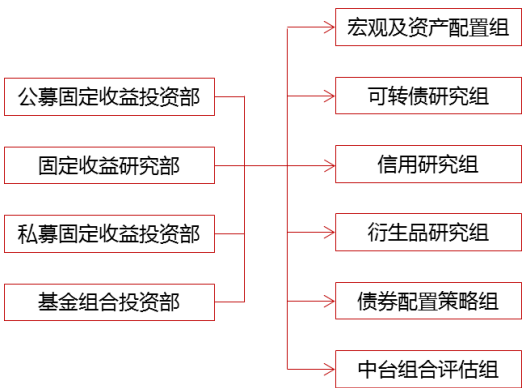 公募固定收益投资部
固定收益研究部
私募固定收益投资部
基金组合投资部
宏观及资产配置组
可转债研究组
信用研究组
衍生品研究组
债券配置策略组
中台组合评估组